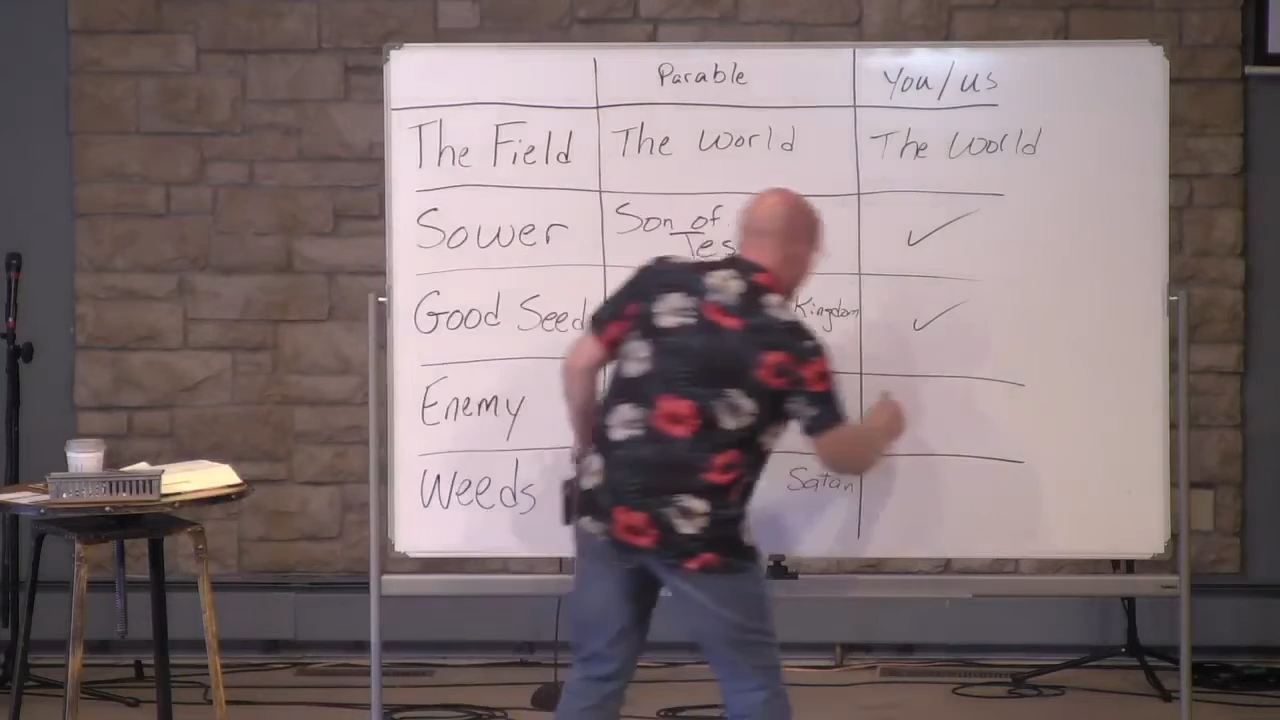 Parable You/us
The Field The World The World
Sower Son of
Jes ✓
Good Seed Kingdom ✓
Enemy
Weeds Satan